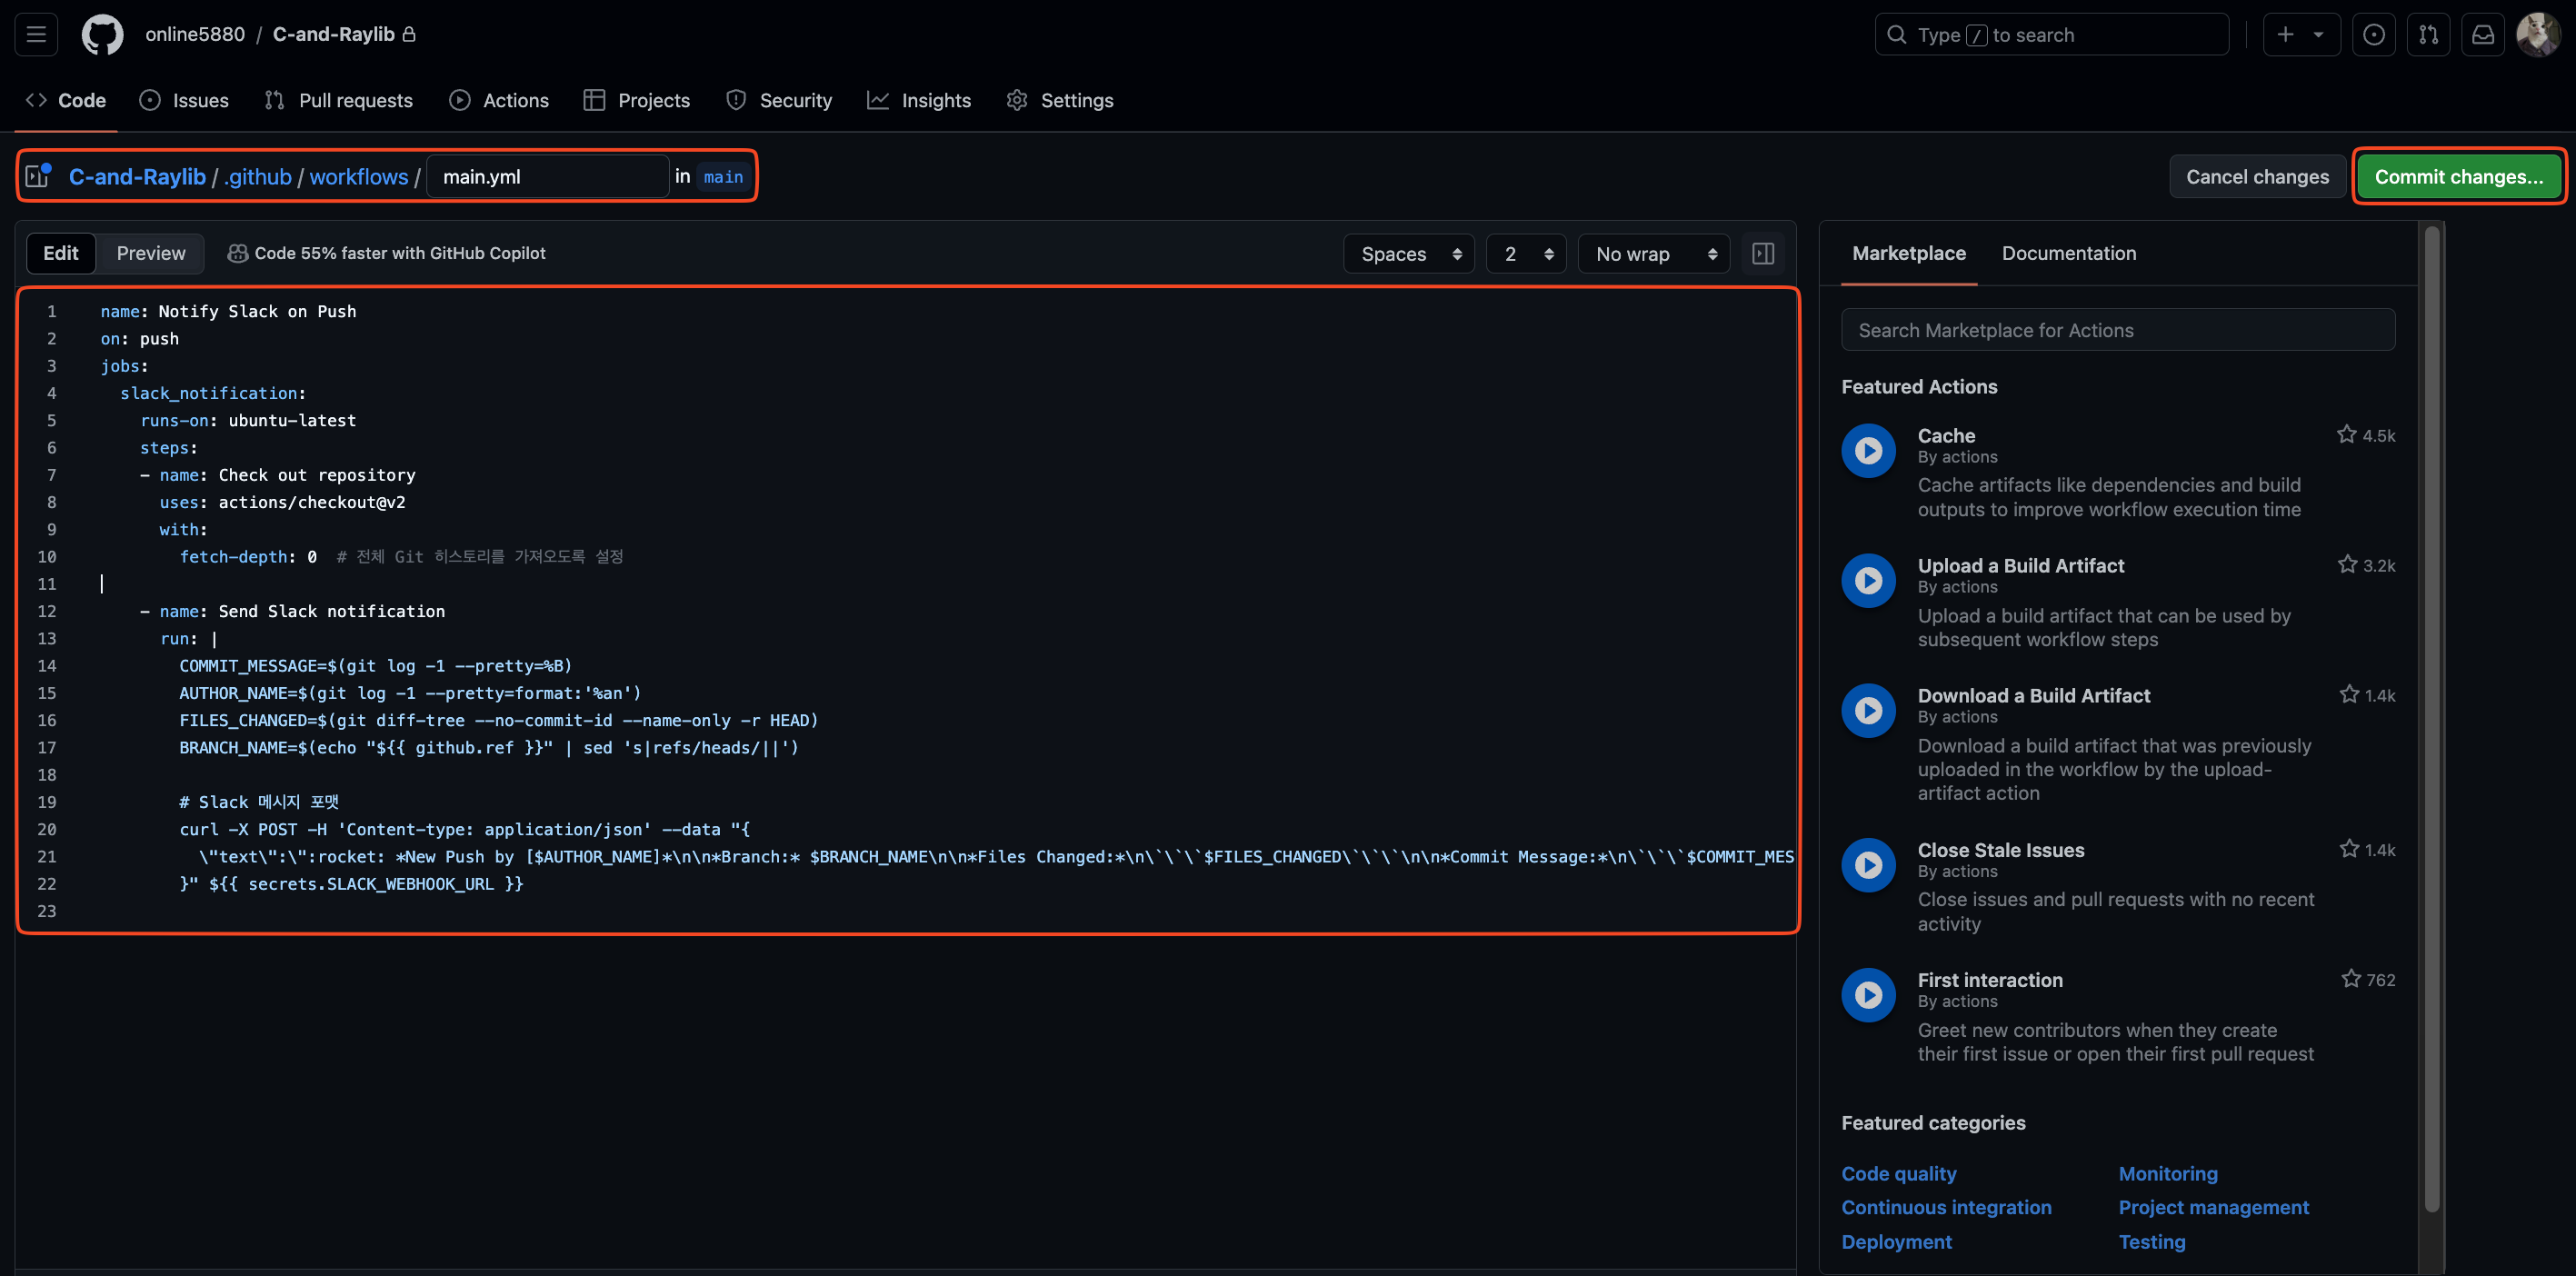 online5880 / C-and-Raylib
Type / to search
Code
Issues
Pull requests
Actions
Projects
Security
Insights
Settings
C-and-Raylib / .github / workflows / main.yml in main
Cancel changes
Commit changes...
Edit
Preview
Code 55% faster with GitHub Copilot
Spaces
2
No wrap
1 name: Notify Slack on Push
2 on: push
3 jobs:
4   slack_notification:
5     runs-on: ubuntu-latest
6     steps:
7     - name: Check out repository
8       uses: actions/checkout@v2
9       with:
10         fetch-depth: 0  # 전체 Git 히스토리를 가져오도록 설정
11
12     - name: Send Slack notification
13       run: |
14         COMMIT_MESSAGE=$(git log -1 --pretty=%B)
15         AUTHOR_NAME=$(git log -1 --pretty=format:'%an')
16         FILES_CHANGED=$(git diff-tree --no-commit-id --name-only -r HEAD)
17         BRANCH_NAME=$(echo "${{ github.ref }}" | sed 's|refs/heads/||')
18
19         # Slack 메시지 포맷
20         curl -X POST -H 'Content-type: application/json' --data "{
21           \"text\":\":rocket: *New Push by [$AUTHOR_NAME]*\n\n*Branch:* $BRANCH_NAME\n\n*Files Changed:*\n\`\`\`$FILES_CHANGED\`\`\`\n\n*Commit Message:*\n\`\`\`$COMMIT_MES
22         }" ${{ secrets.SLACK_WEBHOOK_URL }}
23
Marketplace
Documentation
Search Marketplace for Actions
Featured Actions
Cache
4.5k
By actions
Cache artifacts like dependencies and build
outputs to improve workflow execution time
Upload a Build Artifact
3.2k
By actions
Upload a build artifact that can be used by
subsequent workflow steps
Download a Build Artifact
1.4k
By actions
Download a build artifact that was previously
uploaded in the workflow by the upload-
artifact action
Close Stale Issues
1.4k
By actions
Close issues and pull requests with no recent
activity
First interaction
762
By actions
Greet new contributors when they create
their first issue or open their first pull request
Featured categories
Code quality
Monitoring
Continuous integration
Project management
Deployment
Testing